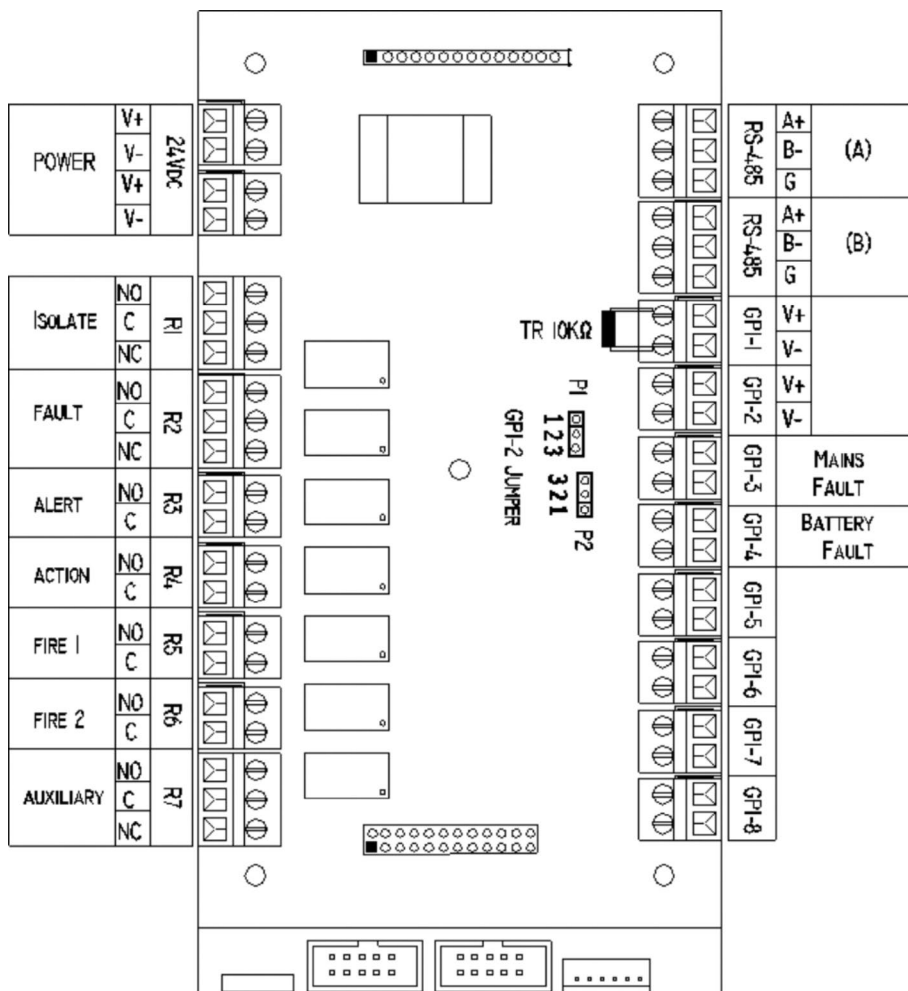 POWER
V+
V-
V+
V-
24VDC
ISOLATE
NO
C
NC
R1
FAULT
NO
C
NC
R2
ALERT
NO
C
R3
ACTION
NO
C
R4
FIRE 1
NO
C
R5
FIRE 2
NO
C
R6
AUXILIARY
NO
C
NC
R7
TR 10KΩ
P1
123
GPI-2 JUMPER
321
P2
RS-485
A+
B-
G
(A)
RS-485
A+
B-
G
(B)
GPI-1
V+
V-
GPI-2
V+
V-
GPI-3
MAINS
FAULT
GPI-4
BATTERY
FAULT
GPI-5
GPI-6
GPI-7
GPI-8